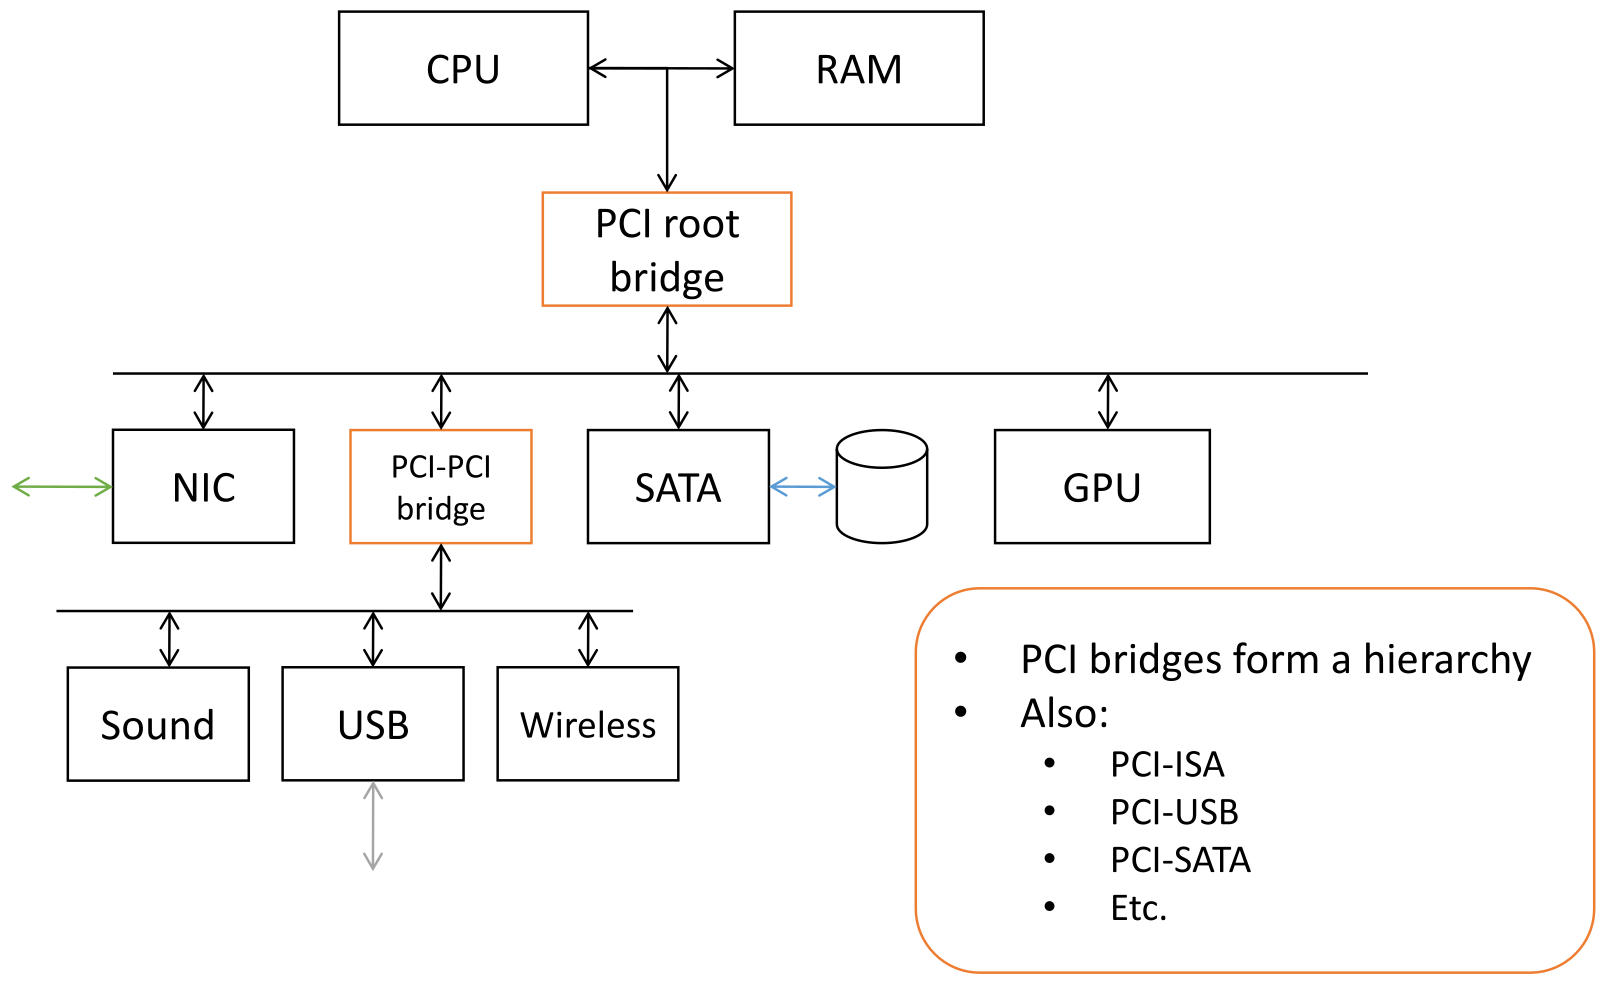 CPU
RAM
PCI root
bridge
NIC
PCI-PCI
bridge
SATA
GPU
Sound
USB
Wireless
• PCI bridges form a hierarchy
• Also:
• PCI-ISA
• PCI-USB
• PCI-SATA
• Etc.